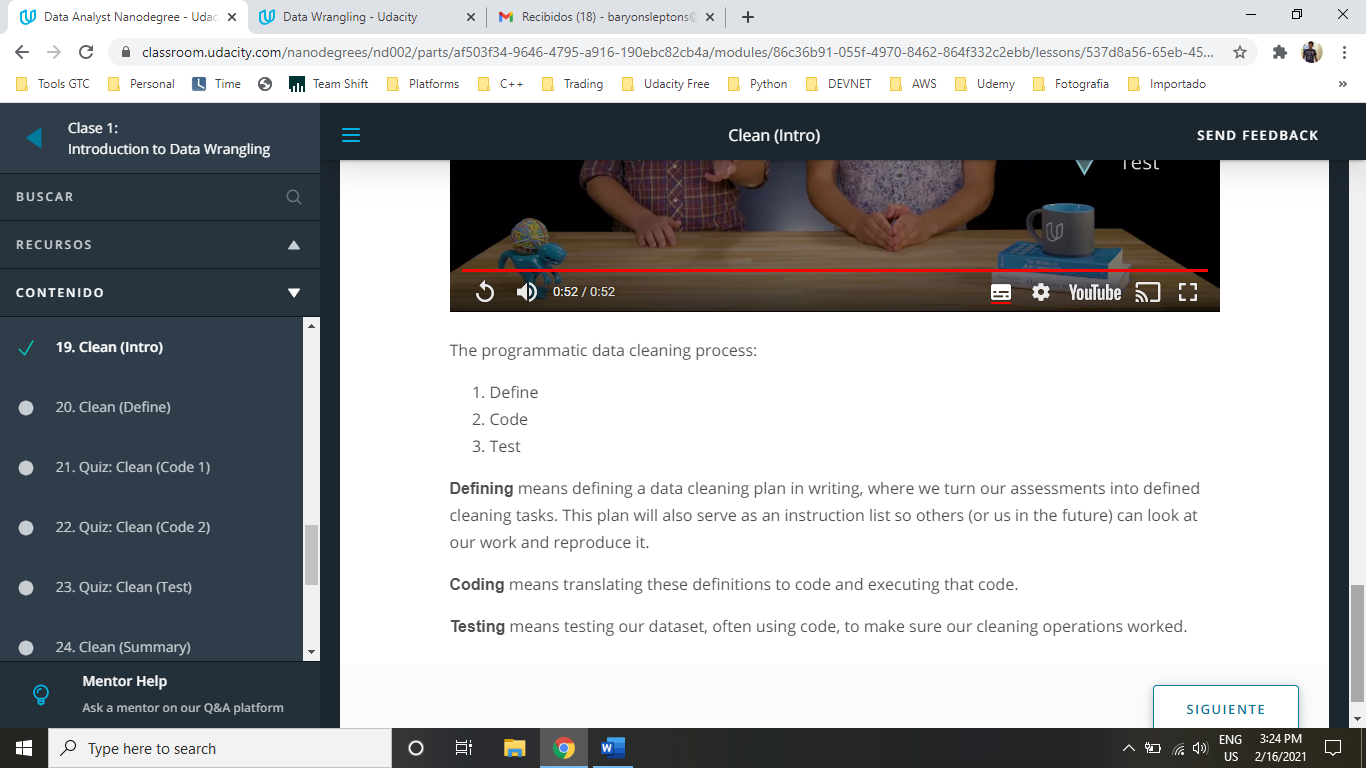 Data Analyst Nanodegree - Udac
Data Wrangling - Udacity
Recibidos (18) - baryonsleptons@
classroom.udacity.com/nanodegrees/nd002/parts/af503f34-9646-4795-a916-190ebc82cb4a/modules/86c36b91-055f-4970-8462-864f332c2ebb/lessons/537d8a56-65eb-45...
Tools GTC
Personal
Time
Team Shift
Platforms
C++
Trading
Udacity Free
Python
DEVNET
AWS
Udemy
Fotografia
Importado
»
Clase 1:
Introduction to Data Wrangling
Clean (Intro)
SEND FEEDBACK
BUSCAR
RECURSOS
CONTENIDO
19. Clean (Intro)
20. Clean (Define)
21. Quiz: Clean (Code 1)
22. Quiz: Clean (Code 2)
23. Quiz: Clean (Test)
24. Clean (Summary)
Mentor Help
Ask a mentor on our Q&A platform
Test
0:52 / 0:52
YouTube
The programmatic data cleaning process:
1. Define
2. Code
3. Test
Defining means defining a data cleaning plan in writing, where we turn our assessments into defined
cleaning tasks. This plan will also serve as an instruction list so others (or us in the future) can look at
our work and reproduce it.
Coding means translating these definitions to code and executing that code.
Testing means testing our dataset, often using code, to make sure our cleaning operations worked.
SIGUIENTE
Type here to search
W
ENG
US
3:24 PM
2/16/2021